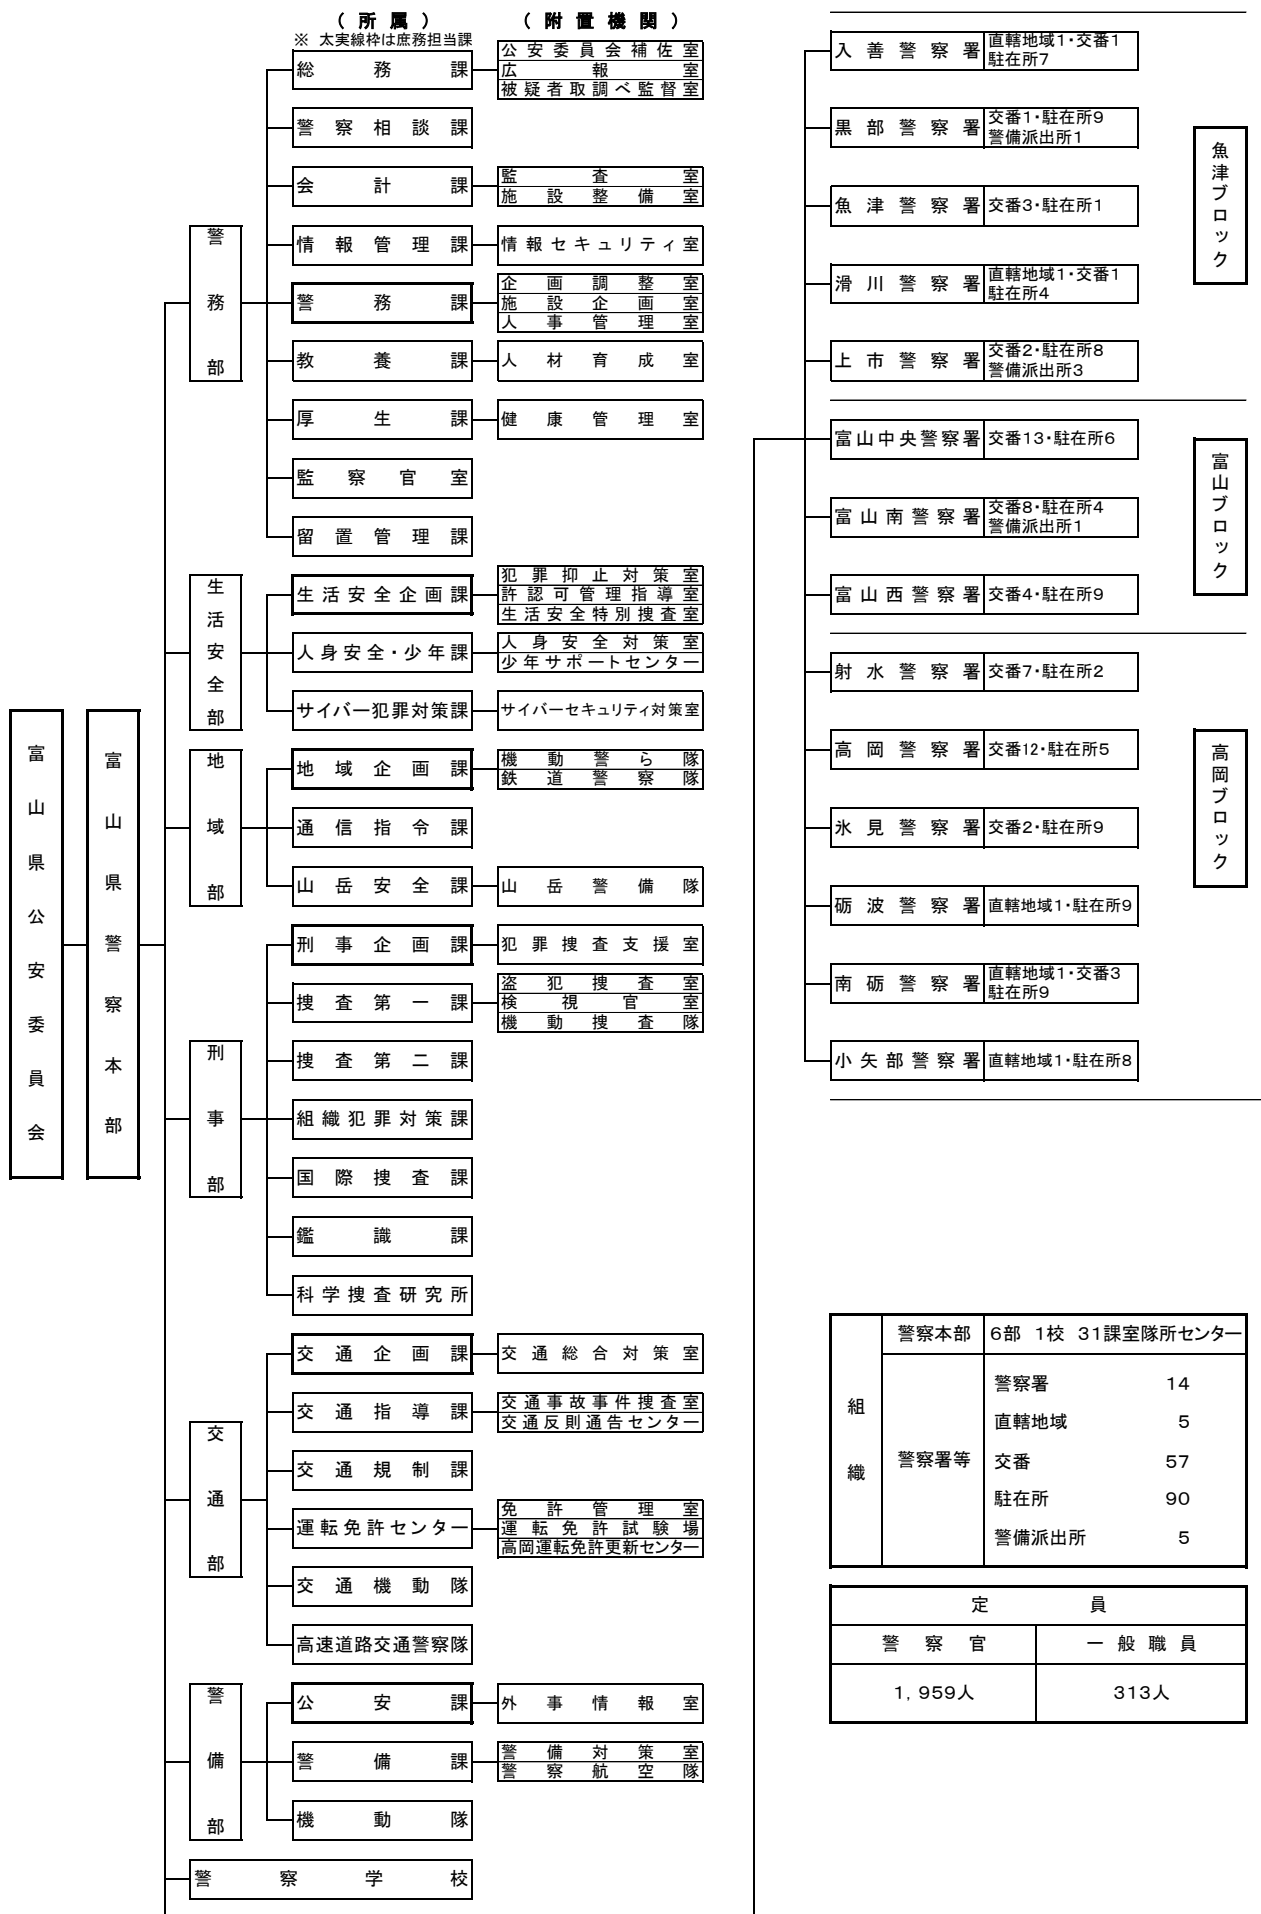 (所属)
(附置機関)
※ 太実線枠は庶務担当課
富山県公安委員会
富山県警察本部
警務部
総務課
公安委員会補佐室
広報室
被疑者取調べ監督室
警察相談課
会計課
監査室
施設整備室
情報管理課
情報セキュリティ室
警務課
企画調整室
施設企画室
人事管理室
教養課
人材育成室
厚生課
健康管理室
監察官室
留置管理課
生活安全部
生活安全企画課
犯罪抑止対策室
許認可管理指導室
生活安全特別捜査室
人身安全・少年課
人身安全対策室
少年サポートセンター
サイバー犯罪対策課
サイバーセキュリティ対策室
地域部
地域企画課
機動警ら隊
鉄道警察隊
通信指令課
山岳安全課
山岳警備隊
刑事部
刑事企画課
犯罪捜査支援室
捜査第一課
盗犯捜査室
検視官室
機動捜査隊
捜査第二課
組織犯罪対策課
国際捜査課
鑑識課
科学捜査研究所
交通部
交通企画課
交通総合対策室
交通指導課
交通事故事件捜査室
交通反則通告センター
交通規制課
運転免許センター
免許管理室
運転免許試験場
高岡運転免許更新センター
交通機動隊
高速道路交通警察隊
警備部
公安課
外事情報室
警備課
警備対策室
警察航空隊
機動隊
警察学校
入善警察署
直轄地域1・交番1
駐在所7
黒部警察署
交番1・駐在所9
警備派出所1
魚津警察署
交番3・駐在所1
滑川警察署
直轄地域1・交番1
駐在所4
上市警察署
交番2・駐在所8
警備派出所3
魚津ブロック
富山中央警察署
交番13・駐在所6
富山南警察署
交番8・駐在所4
警備派出所1
富山西警察署
交番4・駐在所9
富山ブロック
射水警察署
交番7・駐在所2
高岡警察署
交番12・駐在所5
氷見警察署
交番2・駐在所9
砺波警察署
直轄地域1・駐在所9
南砺警察署
直轄地域1・交番3
駐在所9
小矢部警察署
直轄地域1・駐在所8
高岡ブロック
組織
警察本部
6部 1校 31課室隊所センター
警察署等
警察署 14
直轄地域 5
交番 57
駐在所 90
警備派出所 5
定員
警察官
一般職員
1,959人
313人